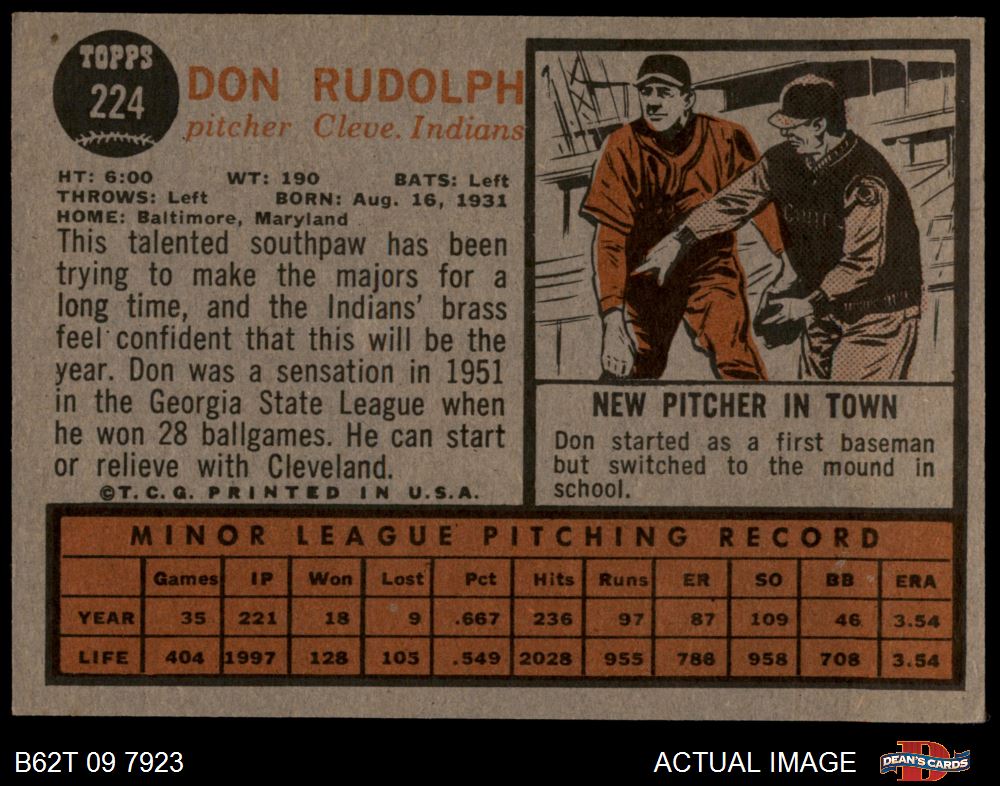 TOPPS
224
DON RUDOLPH
pitcher Cleve. Indians
HT: 6:00 WT: 190 BATS: Left
THROWS: Left BORN: Aug. 16, 1931
HOME: Baltimore, Maryland
This talented southpaw has been
trying to make the majors for a
long time, and the Indians' brass
feel confident that this will be the
year. Don was a sensation in 1951
in the Georgia State League when
he won 28 ballgames. He can start
or relieve with Cleveland.
©T.C.G. PRINTED IN U.S.A.
NEW PITCHER IN TOWN
Don started as a first baseman
but switched to the mound in
school.
MINOR LEAGUE PITCHING RECORD
Games IP Won Lost Pct Hits Runs ER SO BB ERA
YEAR 35 221 18 9 .667 236 97 87 109 46 3.54
LIFE 404 1997 128 105 .549 2028 955 786 958 708 3.54
B62T 09 7923
ACTUAL IMAGE
DEAN'S CARDS